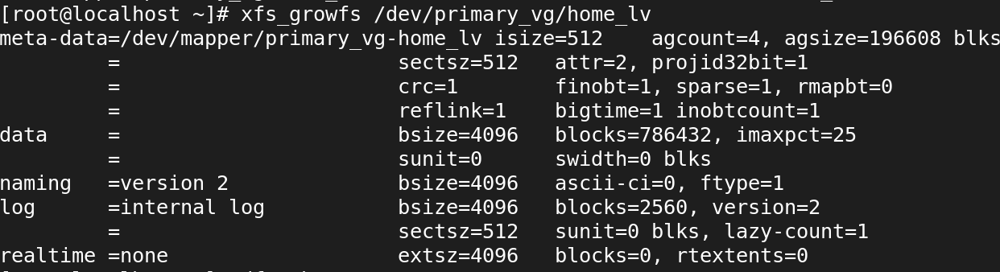 [root@localhost ~]# xfs_growfs /dev/primary_vg/home_lv
meta-data=/dev/mapper/primary_vg-home_lv isize=512    agcount=4, agsize=196608 blks
         =                       sectsz=512   attr=2, projid32bit=1
         =                       crc=1        finobt=1, sparse=1, rmapbt=0
         =                       reflink=1    bigtime=1 inobtcount=1
data     =                       bsize=4096   blocks=786432, imaxpct=25
         =                       sunit=0      swidth=0 blks
naming   =version 2              bsize=4096   ascii-ci=0, ftype=1
log      =internal log           bsize=4096   blocks=2560, version=2
         =                       sectsz=512   sunit=0 blks, lazy-count=1
realtime =none                   extsz=4096   blocks=0, rtextents=0